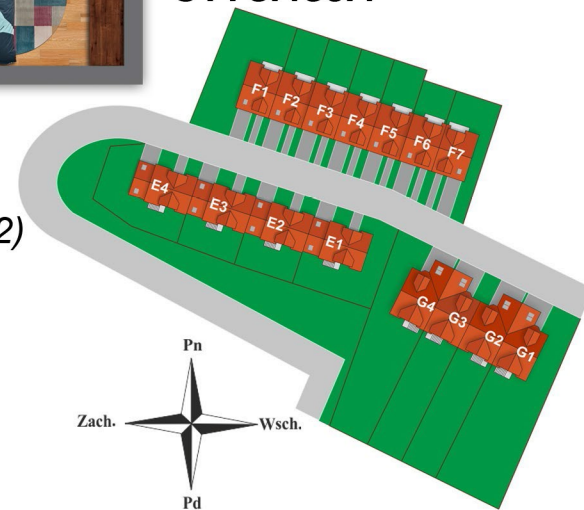 2)
F1 F2 F3 F4 F5 F6 F7
E4 E3 E2 E1
G4 G3 G2 G1
Pn
Zach. Wsch.
Pd